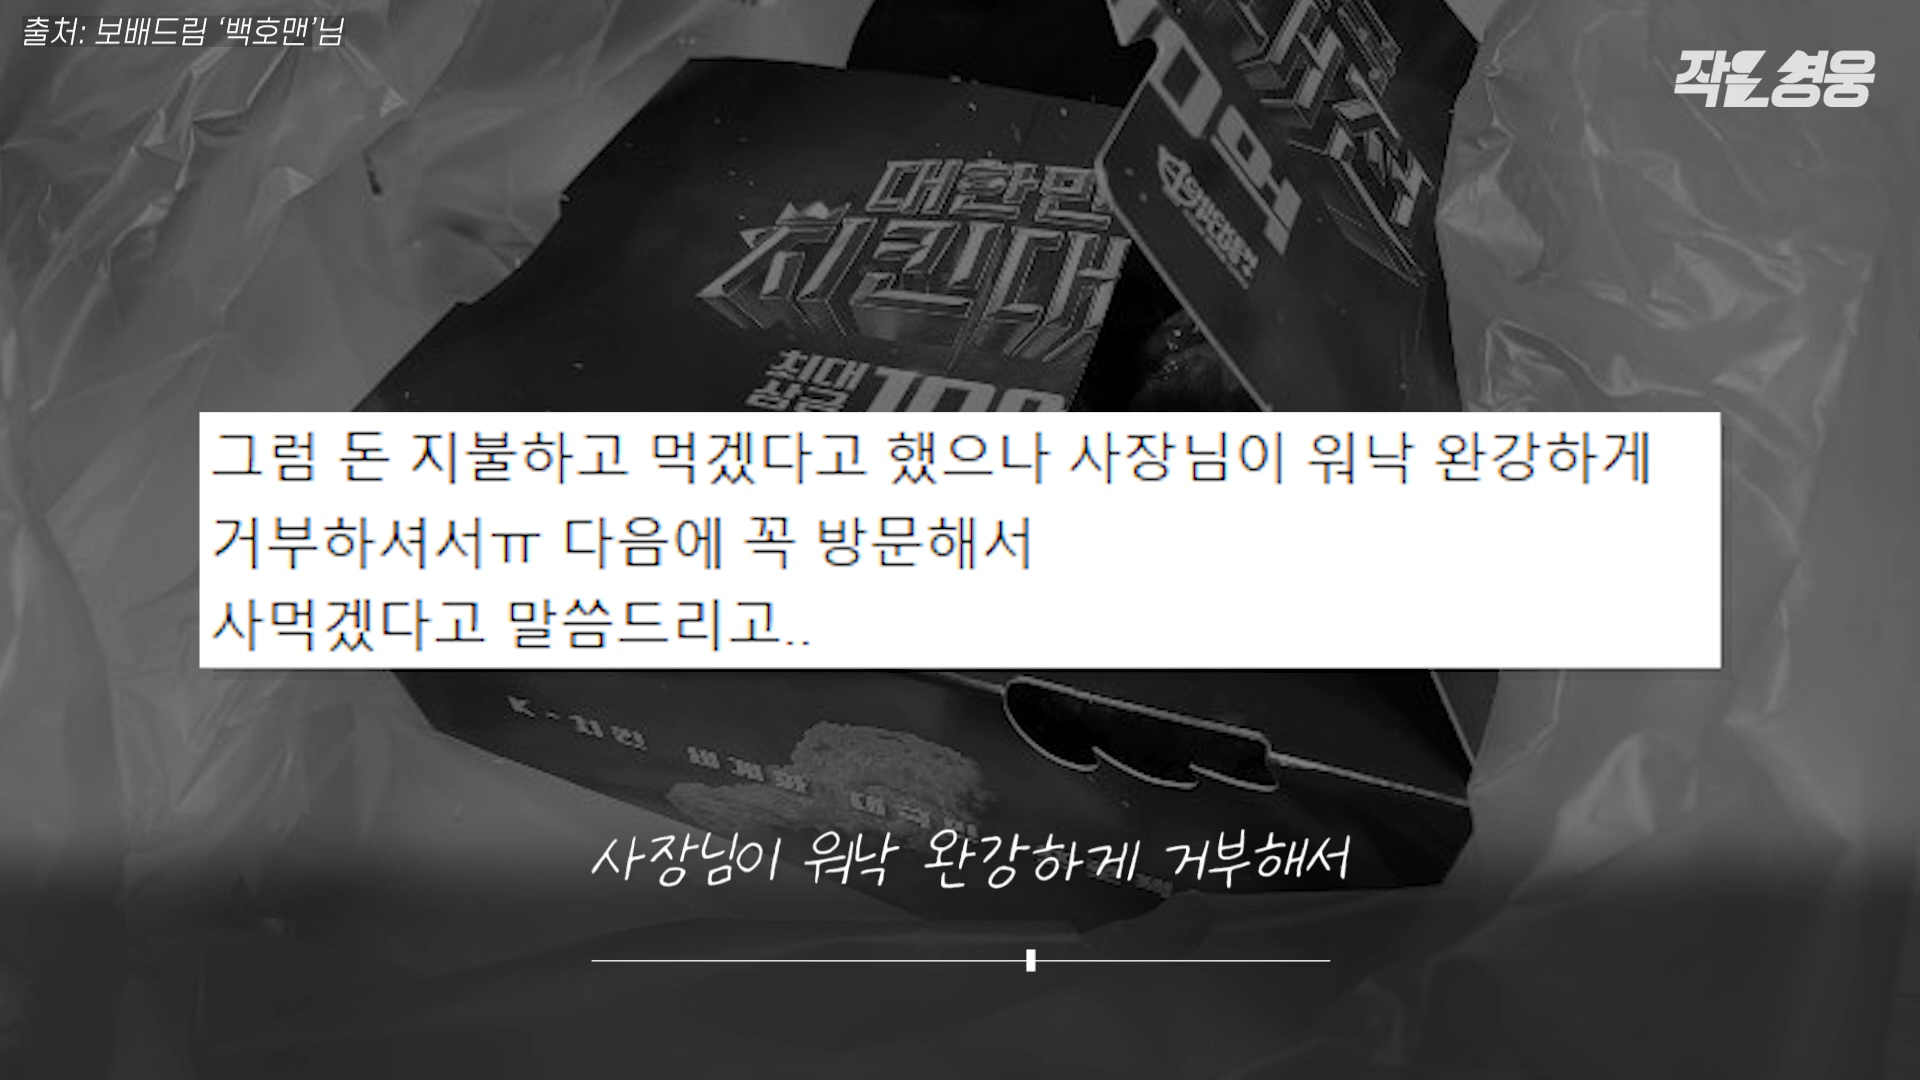 출처: 보배드림 ‘백호맨’님
작은영웅
대한민
치킨대
최대
상금
그럼 돈 지불하고 먹겠다고 했으나 사장님이 워낙 완강하게
거부하셔서ㅠ 다음에 꼭 방문해서
사먹겠다고 말씀드리고..
사장님이 워낙 완강하게 거부해서